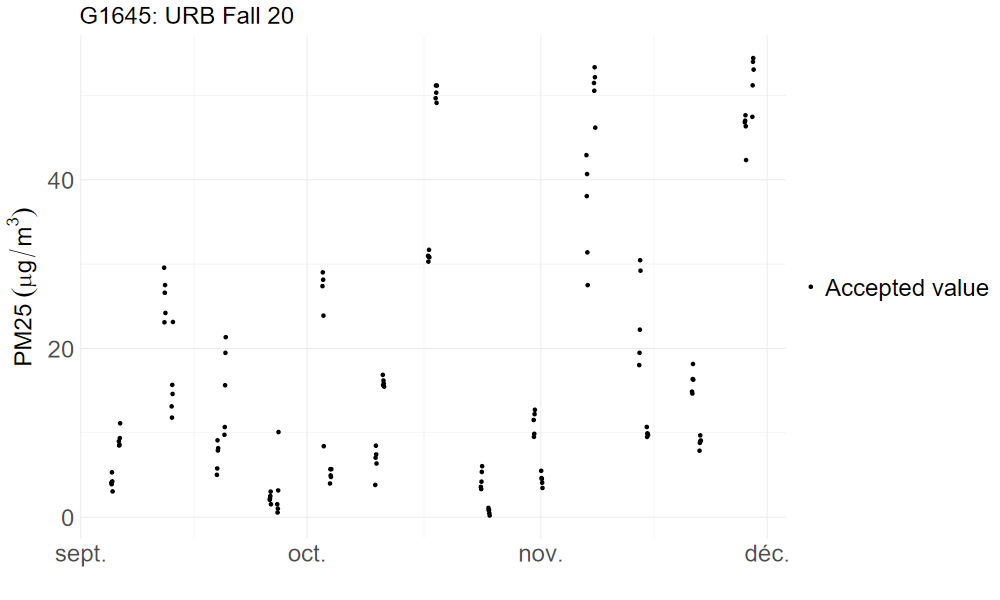 G1645: URB Fall 20
PM25 (μg/m³)
40
20
0
sept.
oct.
nov.
déc.
Accepted value